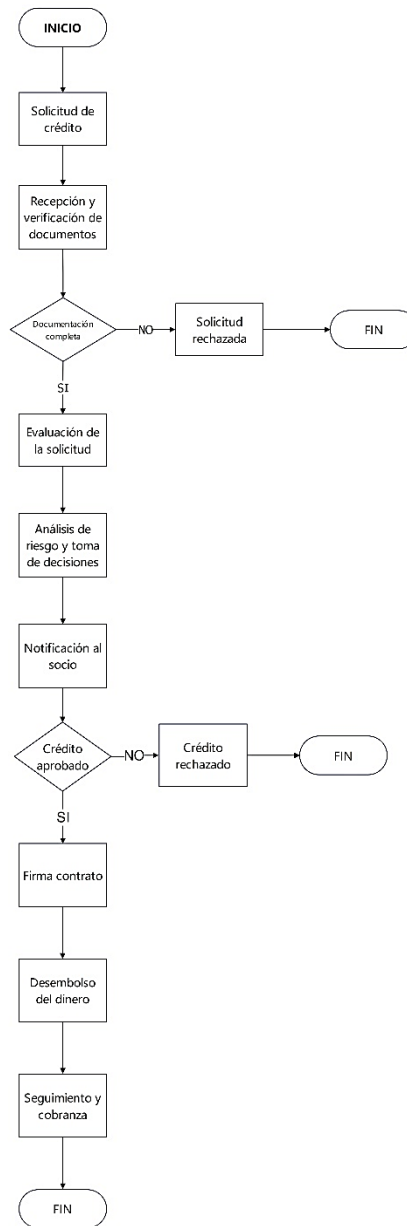 INICIO
Solicitud de
crédito
Recepción y
verificación de
documentos
Documentación
completa
NO
Solicitud
rechazada
FIN
SI
Evaluación de
la solicitud
Análisis de
riesgo y toma
de decisiones
Notificación al
socio
Crédito
aprobado
NO
Crédito
rechazado
FIN
SI
Firma contrato
Desembolso
del dinero
Seguimiento y
cobranza
FIN